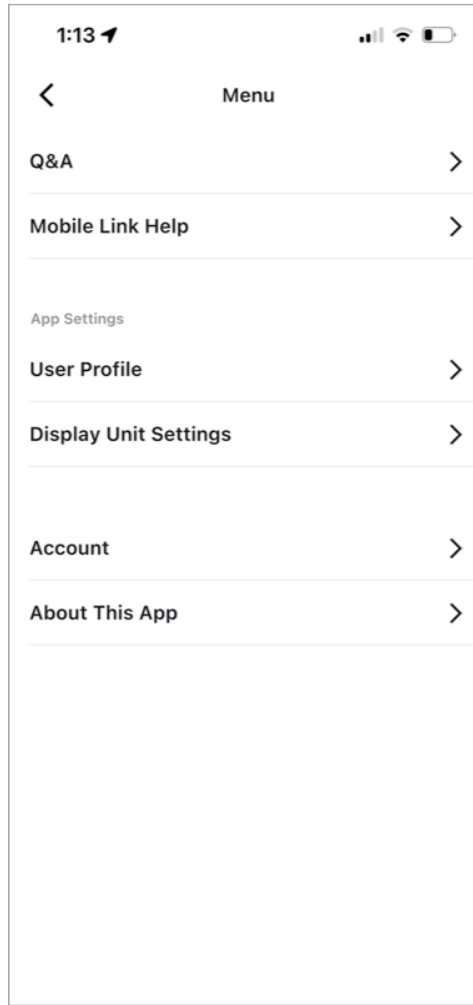 1:13
Menu
Q&A
Mobile Link Help
App Settings
User Profile
Display Unit Settings
Account
About This App